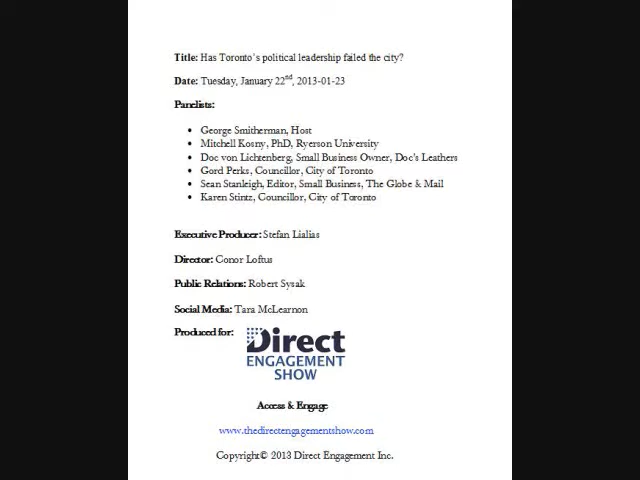 Title: Has Toronto's political leadership failed the city?
Date: Tuesday, January 22nd, 2013-01-23
Panelists:
• George Smitherman, Host
• Mitchell Kosny, PhD, Ryerson University
• Doc von Lichtenberg, Small Business Owner, Doc's Leathers
• Gord Perks, Councillor, City of Toronto
• Sean Stanleigh, Editor, Small Business, The Globe & Mail
• Karen Stintz, Councillor, City of Toronto
Executive Producer: Stefan Lialias
Director: Conor Loftus
Public Relations: Robert Sysak
Social Media: Tara McLearnon
Produced for:
Direct
ENGAGEMENT
SHOW
Access & Engage
www.thedirectengagementshow.com
Copyright© 2013 Direct Engagement Inc.